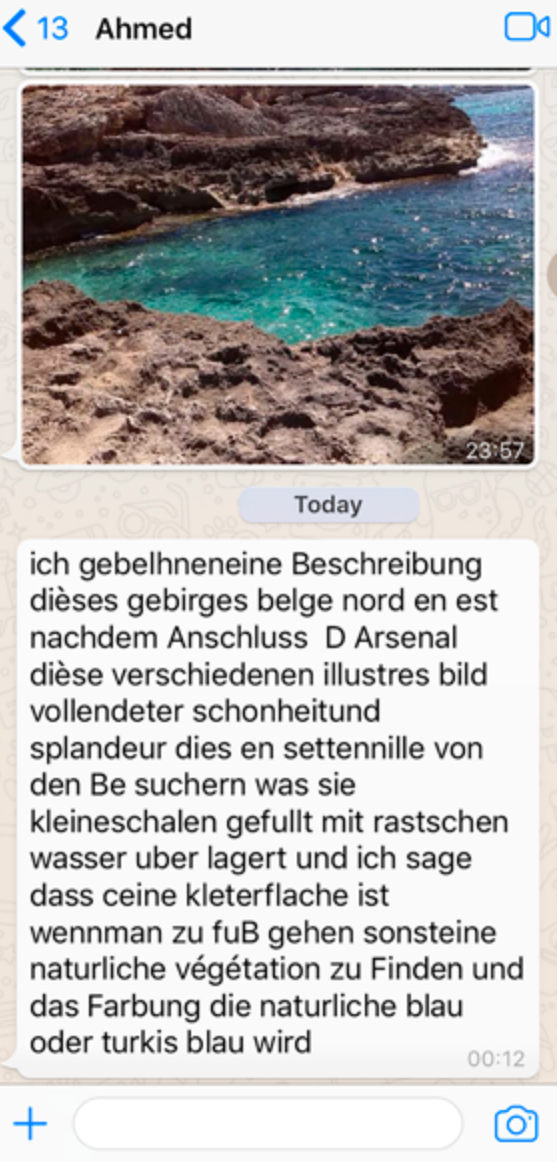 13 Ahmed
23:57
Today
ich gebelhneneine Beschreibung
dièses gebirges belge nord en est
nachdem Anschluss D Arsenal
dièse verschiedenen illustres bild
vollendeter schonheitund
splandeur dies en settennille von
den Be suchern was sie
kleineschalen gefullt mit rastschen
wasser uber lagert und ich sage
dass ceine kleterflache ist
wennman zu fuB gehen sonsteine
naturliche végétation zu Finden und
das Farbung die naturliche blau
oder turkis blau wird
00:12